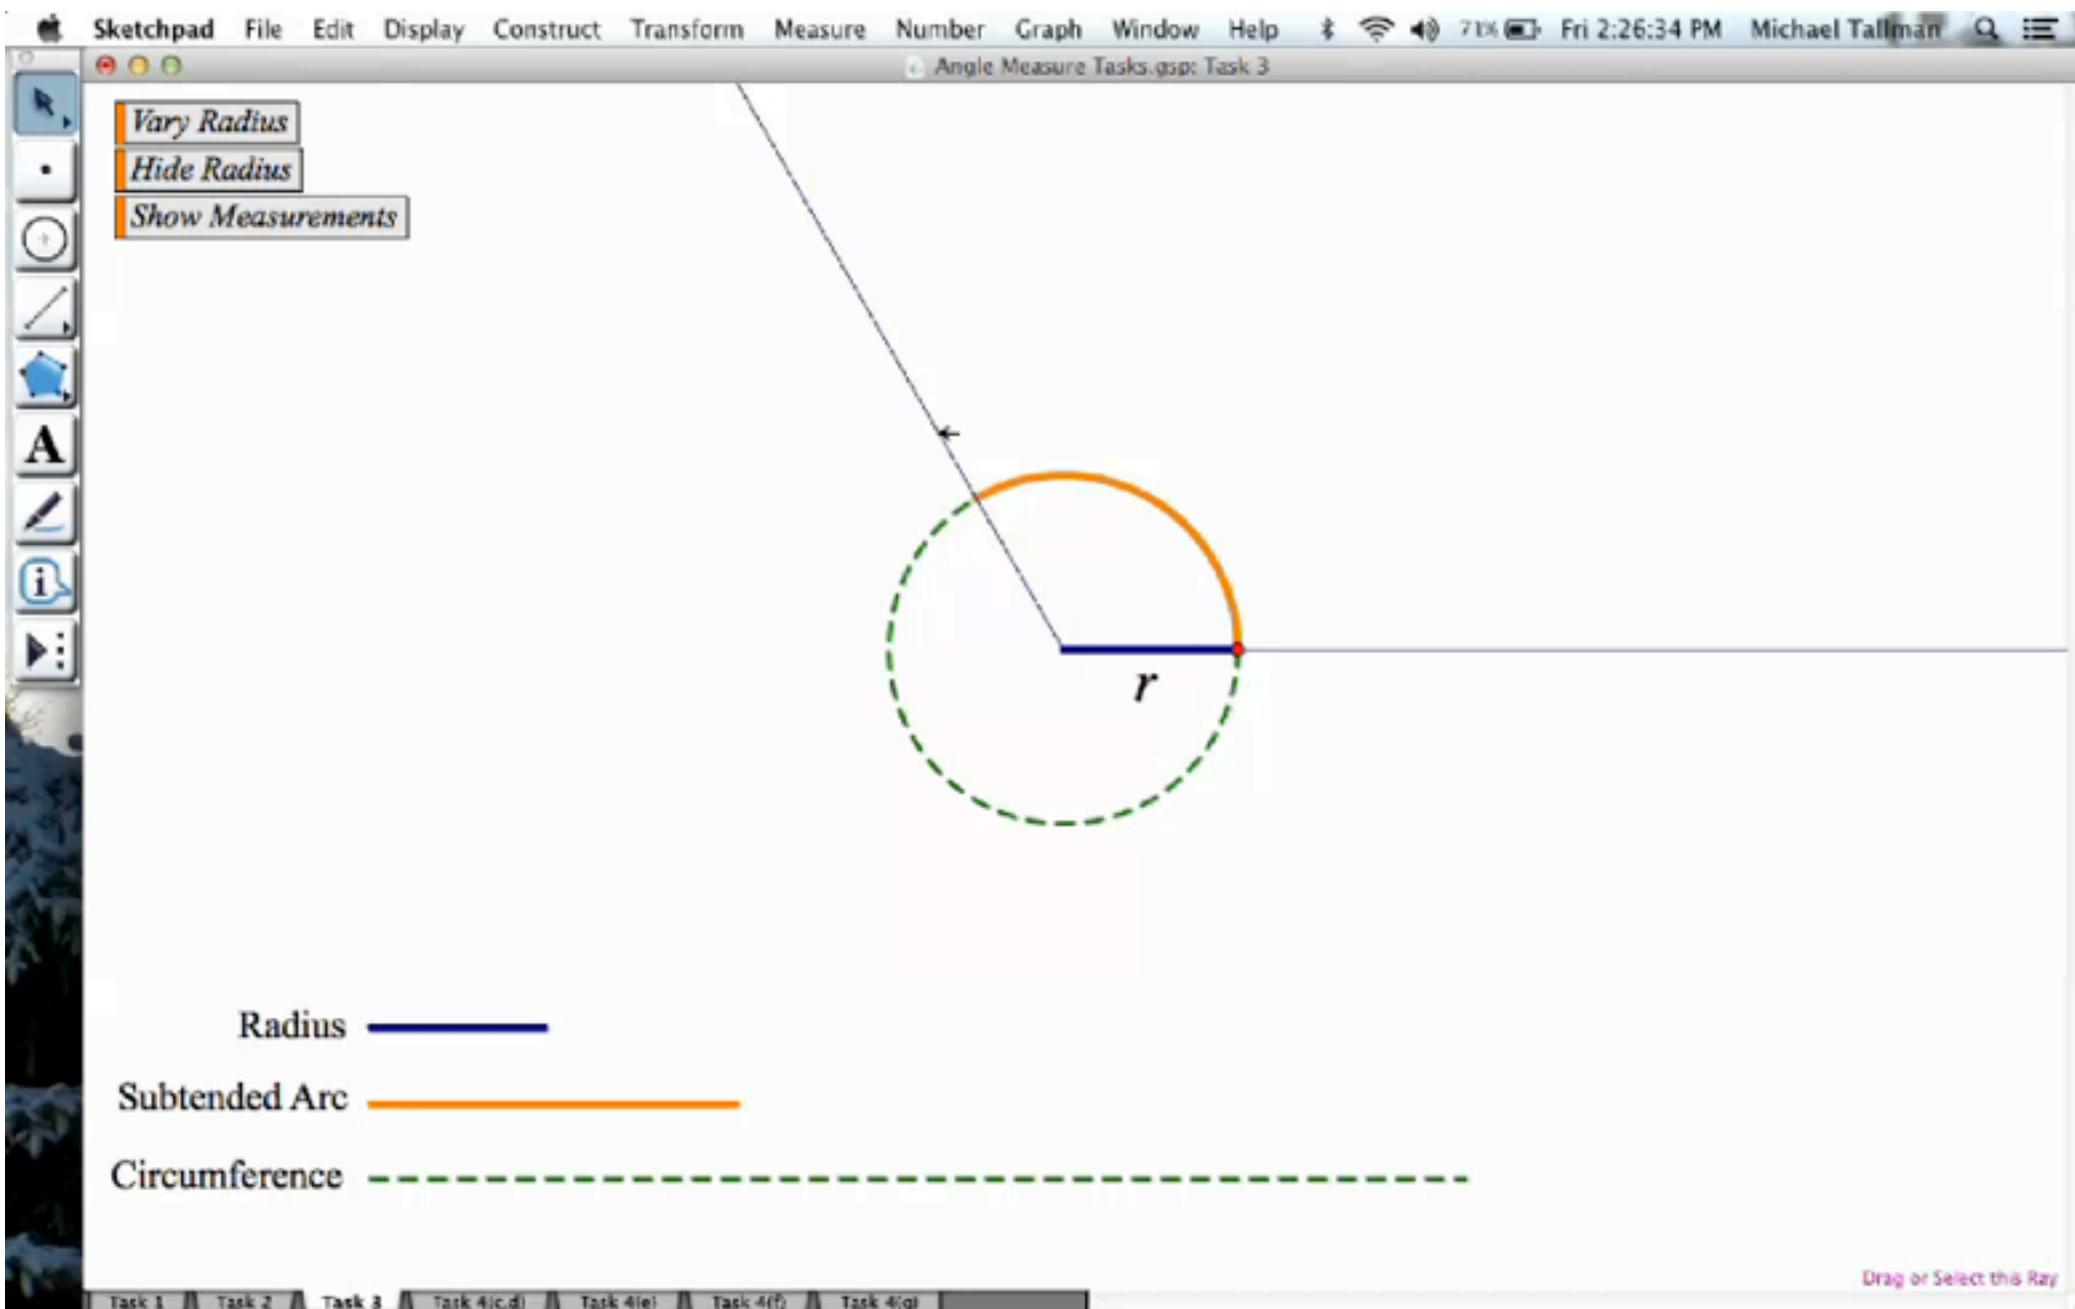 Sketchpad File Edit Display Construct Transform Measure Number Graph Window Help 71% Fri 2:26:34 PM Michael Tallman
Angle Measure Tasks.gsp: Task 3
Vary Radius
Hide Radius
Show Measurements
A
i
r
Radius
Subtended Arc
Circumference
Drag or Select this Ray
Task 1 Task 2 Task 3 Task 4(c,d) Task 4(e) Task 4(f) Task 4(g)